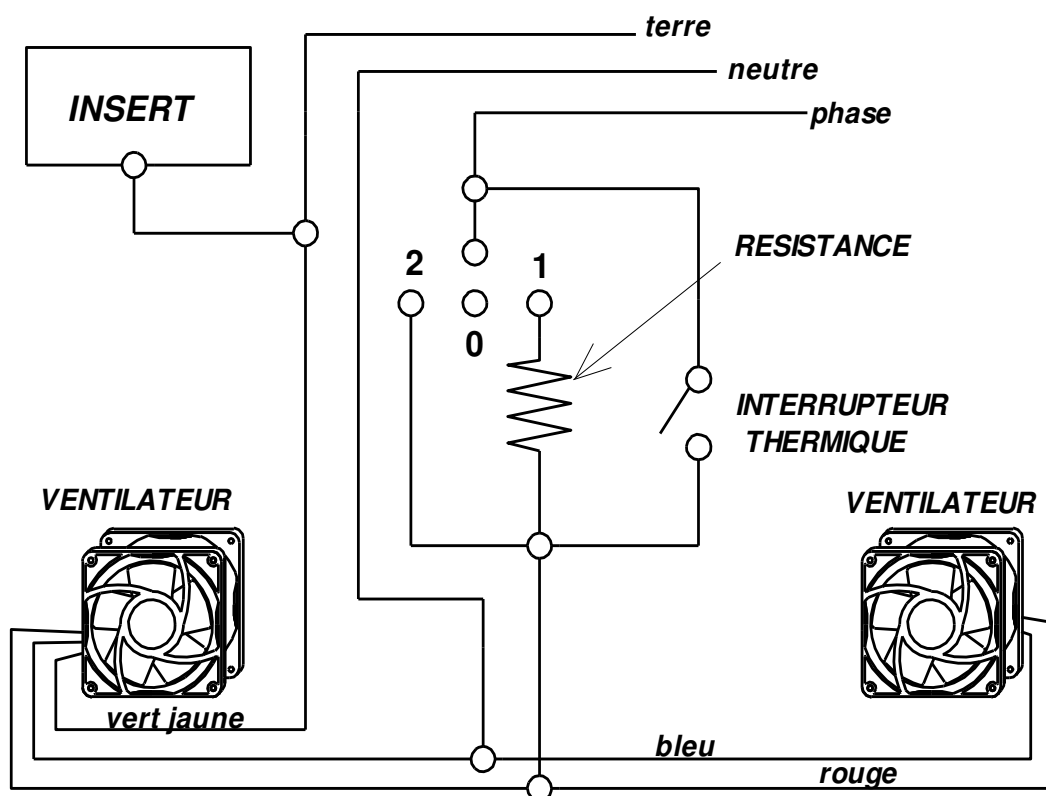 terre
neutre
INSERT
phase
RESISTANCE
2
1
0
INTERRUPTEUR
THERMIQUE
VENTILATEUR
VENTILATEUR
vert jaune
bleu
rouge